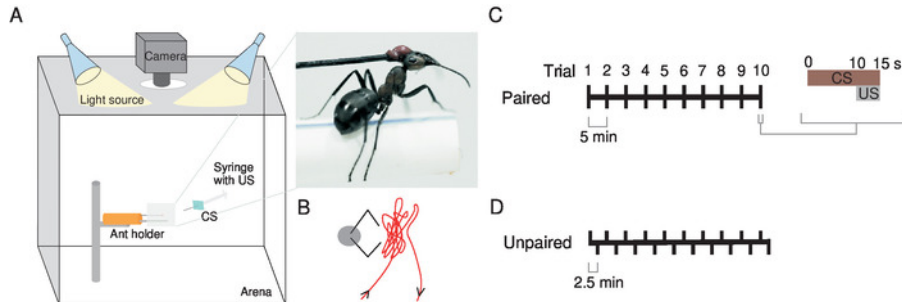 A
Camera
Light source
Syringe
with US
CS
Ant holder
Arena
B
C
Trial
1 2 3 4 5 6 7 8 9 10
Paired
5 min
0 10 15 s
CS
US
D
Unpaired
2.5 min